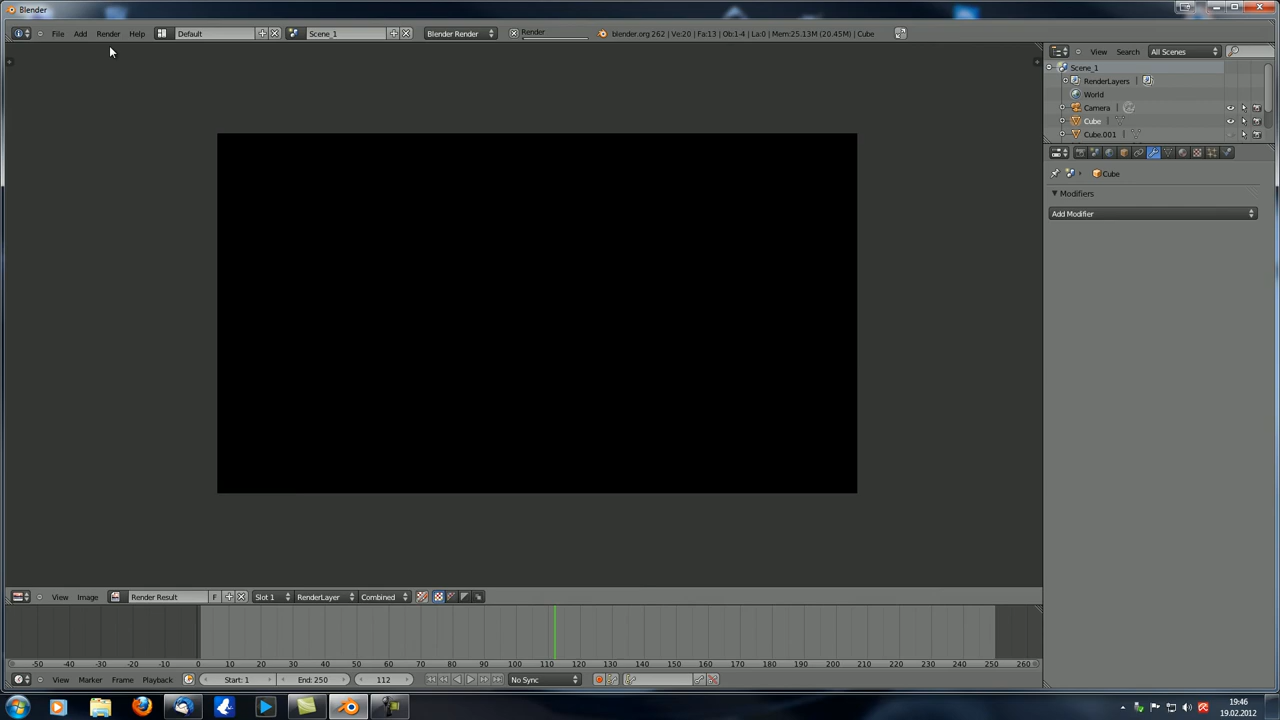 Blender
File Add Render Help Default Scene_1 Blender Render Render blender.org 262 | Ve:20 | Fa:13 | Ob:1-4 | La:0 | Mem:25.13M (20.45M) | Cube
View Search All Scenes
Scene_1
RenderLayers |
World
Camera |
Cube |
Cube.001 |
Cube
Modifiers
Add Modifier
View Image Render Result F Slot 1 RenderLayer Combined
-50 -40 -30 -20 -10 0 10 20 30 40 50 60 70 80 90 100 110 120 130 140 150 160 170 180 190 200 210 220 230 240 250 260
View Marker Frame Playback Start: 1 End: 250 112 No Sync
19:46
19.02.2012